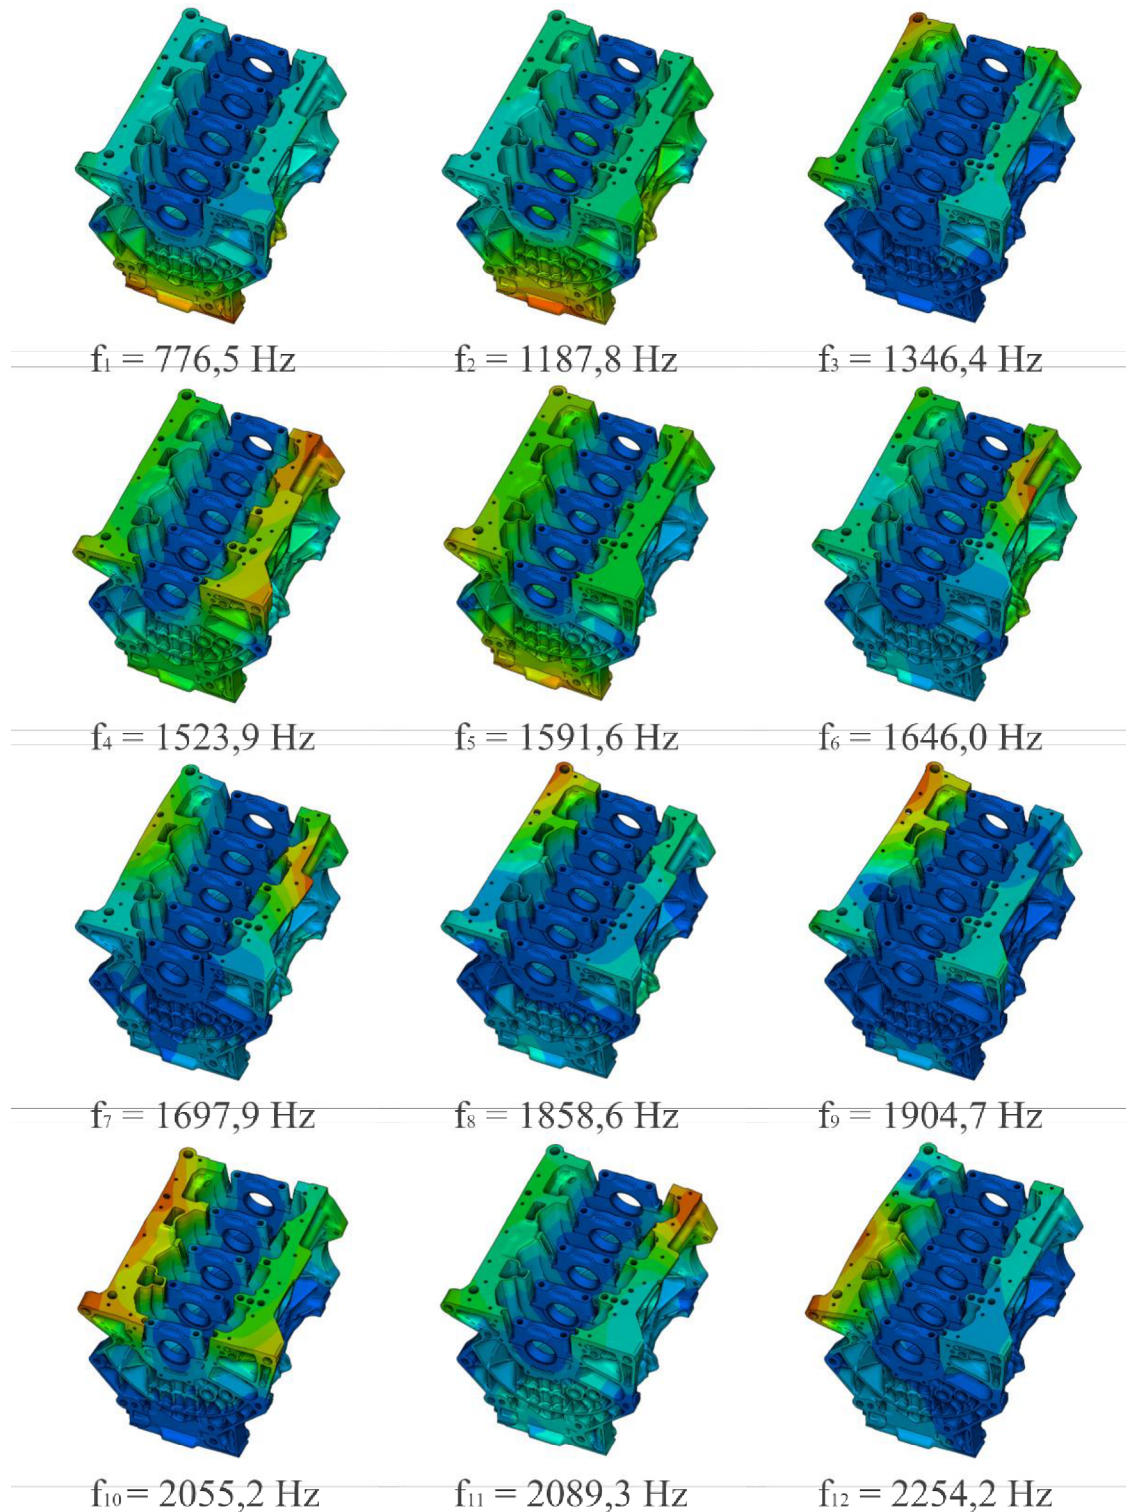 f₁ = 776,5 Hz
f₂ = 1187,8 Hz
f₃ = 1346,4 Hz
f₄ = 1523,9 Hz
f₅ = 1591,6 Hz
f₆ = 1646,0 Hz
f₇ = 1697,9 Hz
f₈ = 1858,6 Hz
f₉ = 1904,7 Hz
f₁₀ = 2055,2 Hz
f₁₁ = 2089,3 Hz
f₁₂ = 2254,2 Hz